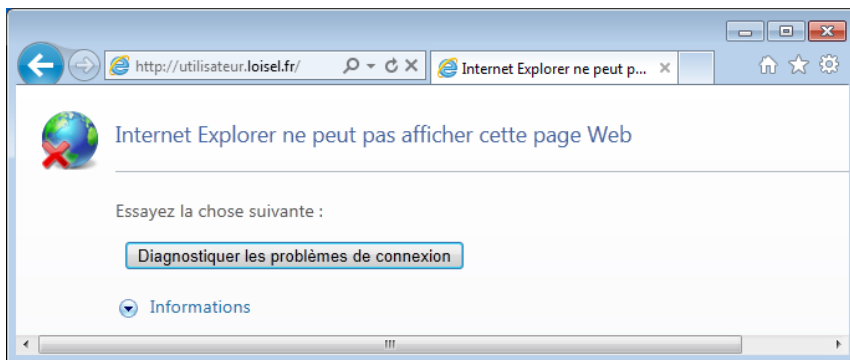 http://utilisateur.loisel.fr/
Internet Explorer ne peut p...
Internet Explorer ne peut pas afficher cette page Web
Essayez la chose suivante :
Diagnostiquer les problèmes de connexion
Informations